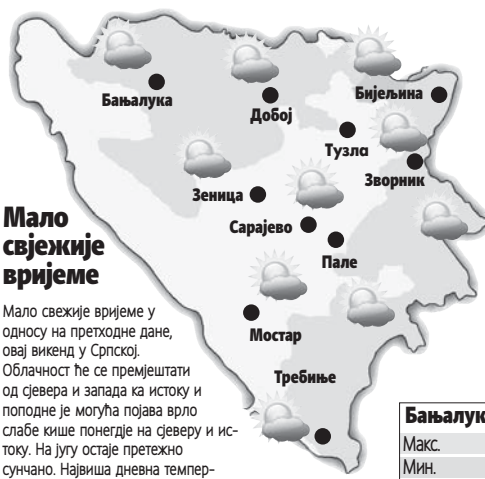 Бањалука
Добој
Бијељина
Тузла
Зворник
Зеница
Сарајево
Пале
Мостар
Требиње
Мало
свјежије
вријеме
Мало свежије вријеме у
односу на претходне дане,
овај викенд у Српској.
Облачност ће се премјештати
од сјевера и запада ка истоку и
поподне је могућа појава врло
слабе кише понегдје на сјеверу и ис-
току. На југу остаје претежно
сунчано. Највиша дневна темпер-
Бањалук
Макс.
Мин.